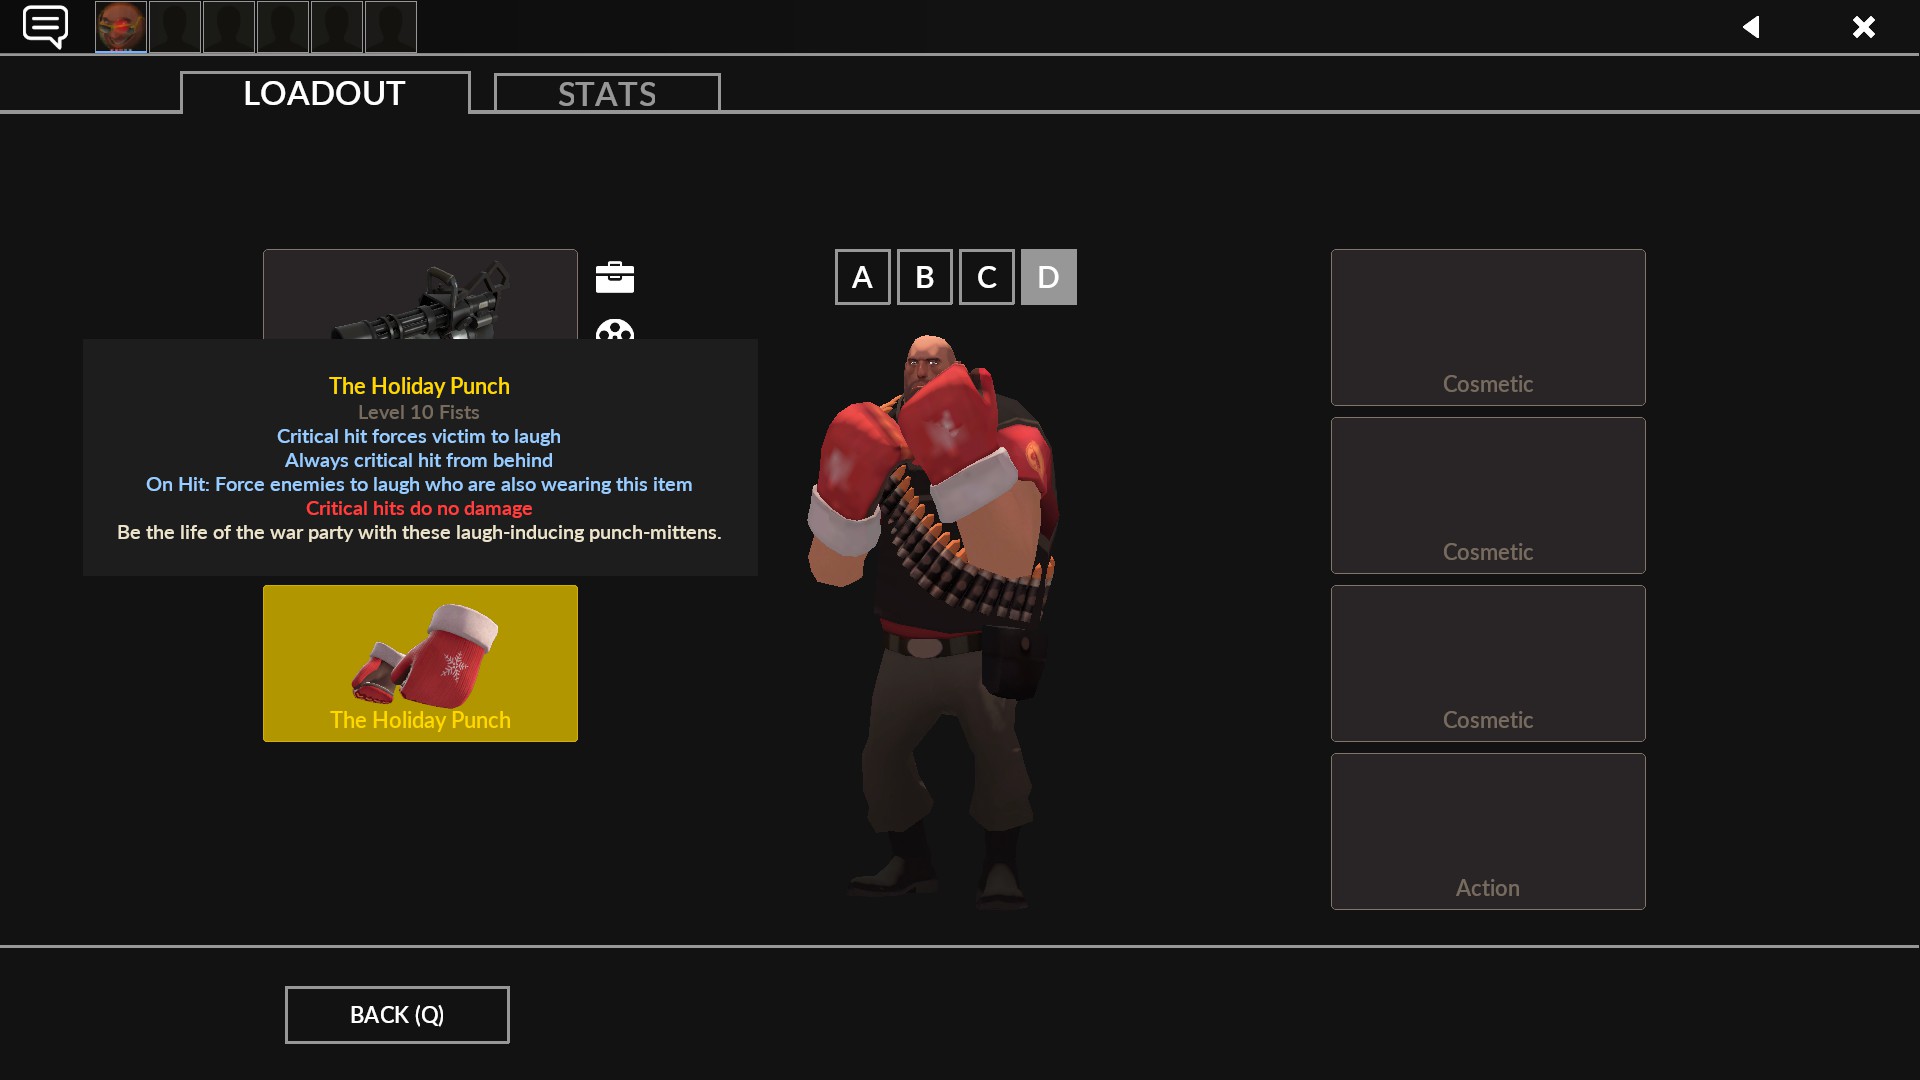 LOADOUT
STATS
A B C D
The Holiday Punch
Level 10 Fists
Critical hit forces victim to laugh
Always critical hit from behind
On Hit: Force enemies to laugh who are also wearing this item
Critical hits do no damage
Be the life of the war party with these laugh-inducing punch-mittens.
The Holiday Punch
Cosmetic
Cosmetic
Cosmetic
Action
BACK (Q)